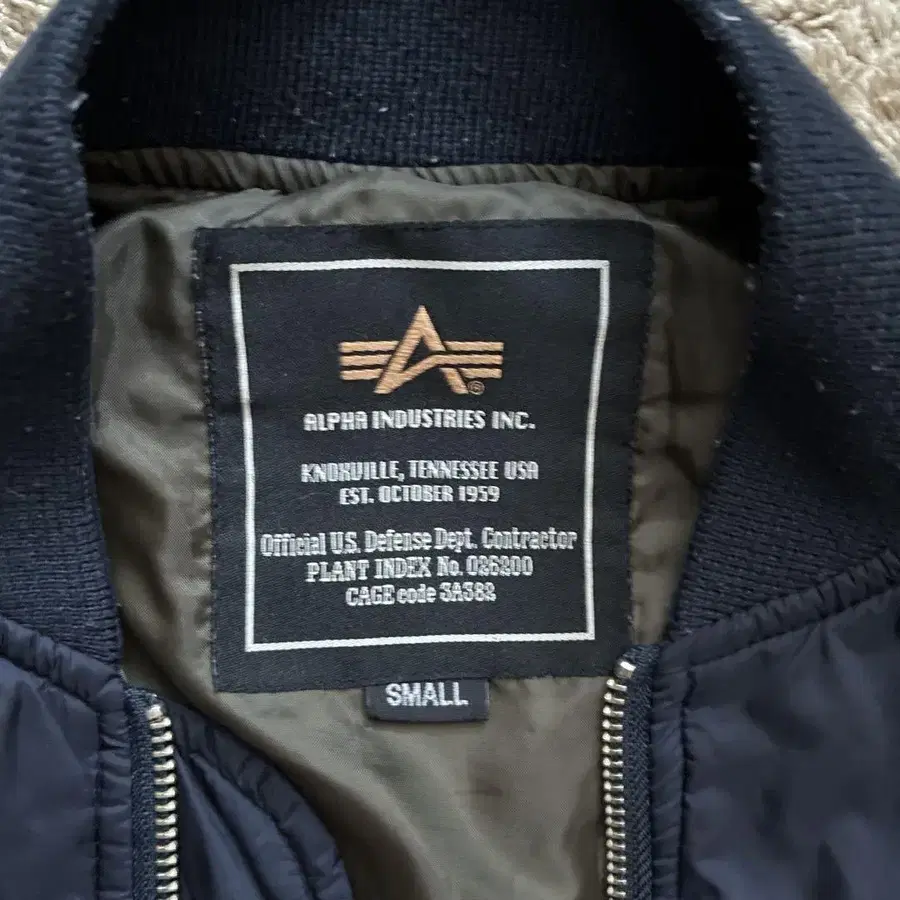 ALPHA INDUSTRIES INC.
KNOXVILLE, TENNESSEE USA
EST. OCTOBER 1959
Official U.S. Defense Dept. Contractor
PLANT INDEX No. 026200
CAGE code 3A382
SMALL